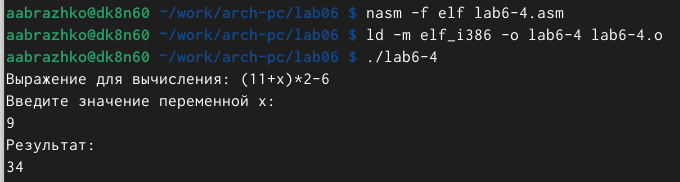 aabrazhko@dk8n60 ~/work/arch-pc/lab06 $ nasm -f elf lab6-4.asm
aabrazhko@dk8n60 ~/work/arch-pc/lab06 $ ld -m elf_i386 -o lab6-4 lab6-4.o
aabrazhko@dk8n60 ~/work/arch-pc/lab06 $ ./lab6-4
Выражение для вычисления: (11+x)*2-6
Введите значение переменной x:
9
Результат:
34